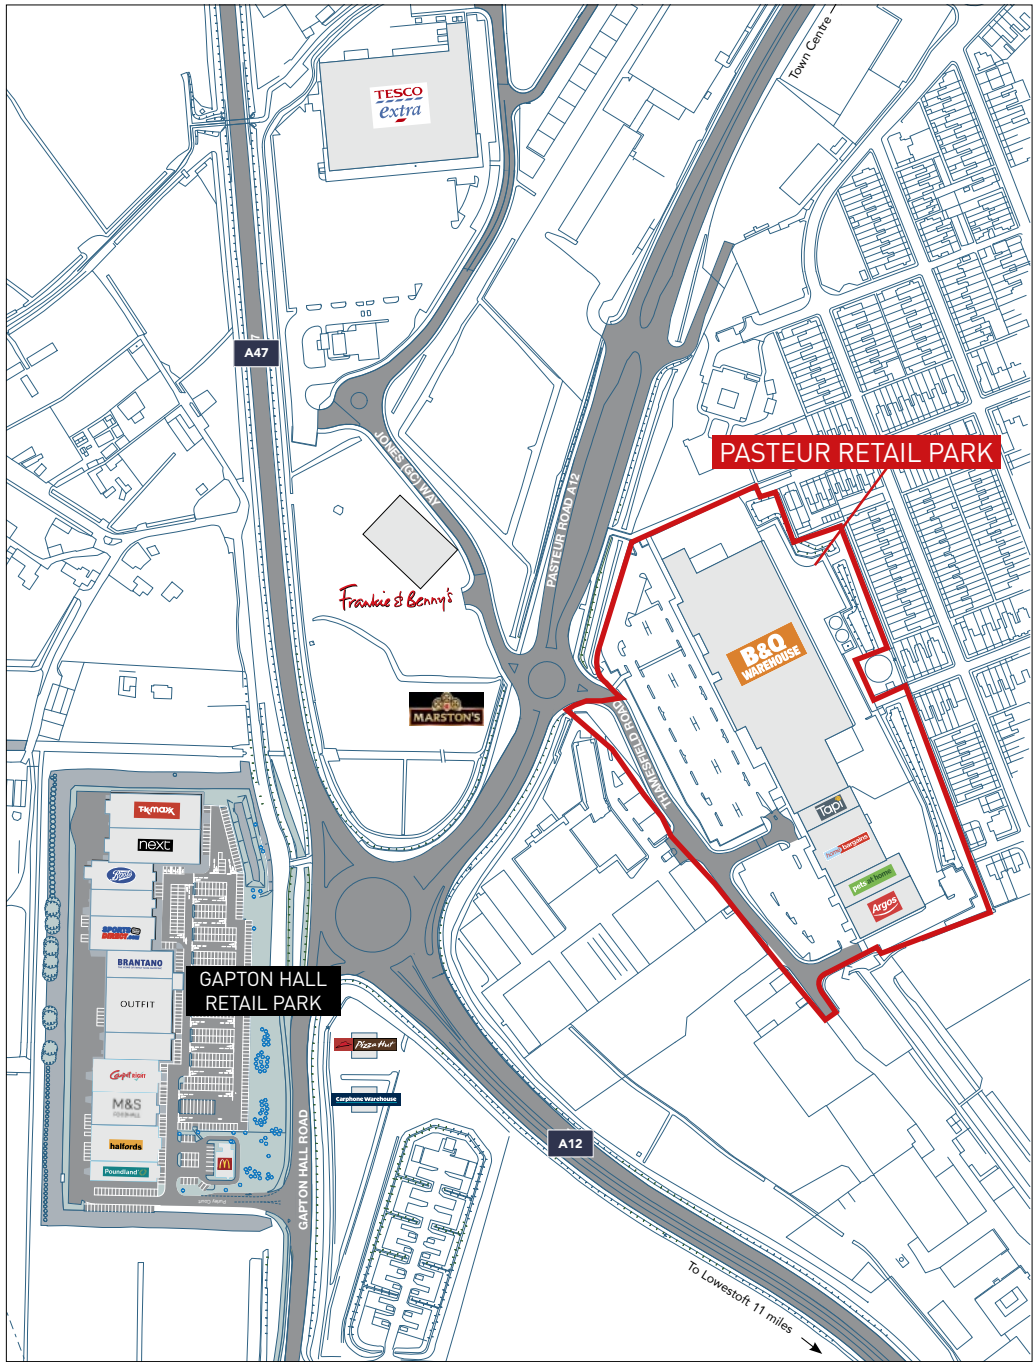 Town Centre
TESCO
extra
A47
JONES (GC) WAY
PASTEUR ROAD A12
PASTEUR RETAIL PARK
Frankie & Benny's
B&Q
WAREHOUSE
MARSTON'S
THAMESFIELD ROAD
Tapi
home bargains
pets at home
Argos
TK maxx
next
Boots
SPORTS
DIRECT.com
BRANTANO
OUTFIT
GAPTON HALL
RETAIL PARK
Carpetright
M&S
FOODHALL
halfords
Poundland
Pizza Hut
Carphone Warehouse
GAPTON HALL ROAD
A12
To Lowestoft 11 miles